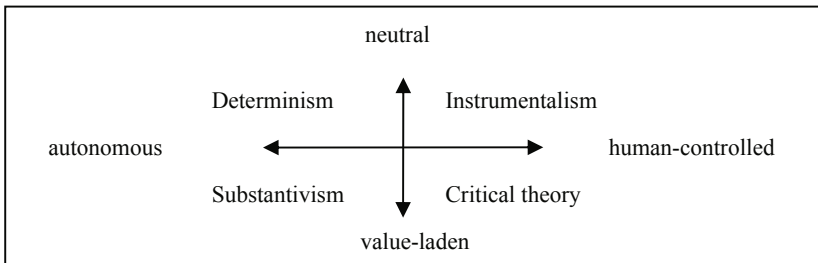 neutral
Determinism Instrumentalism
autonomous human-controlled
Substantivism Critical theory
value-laden